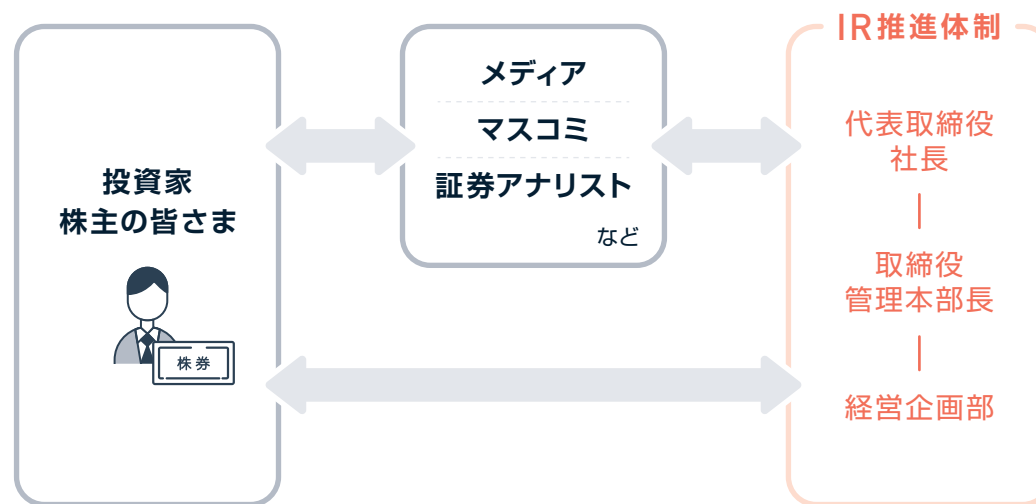 投資家
株主の皆さま
株券
メディア
マスコミ
証券アナリスト
など
IR推進体制
代表取締役
社長
取締役
管理本部長
経営企画部